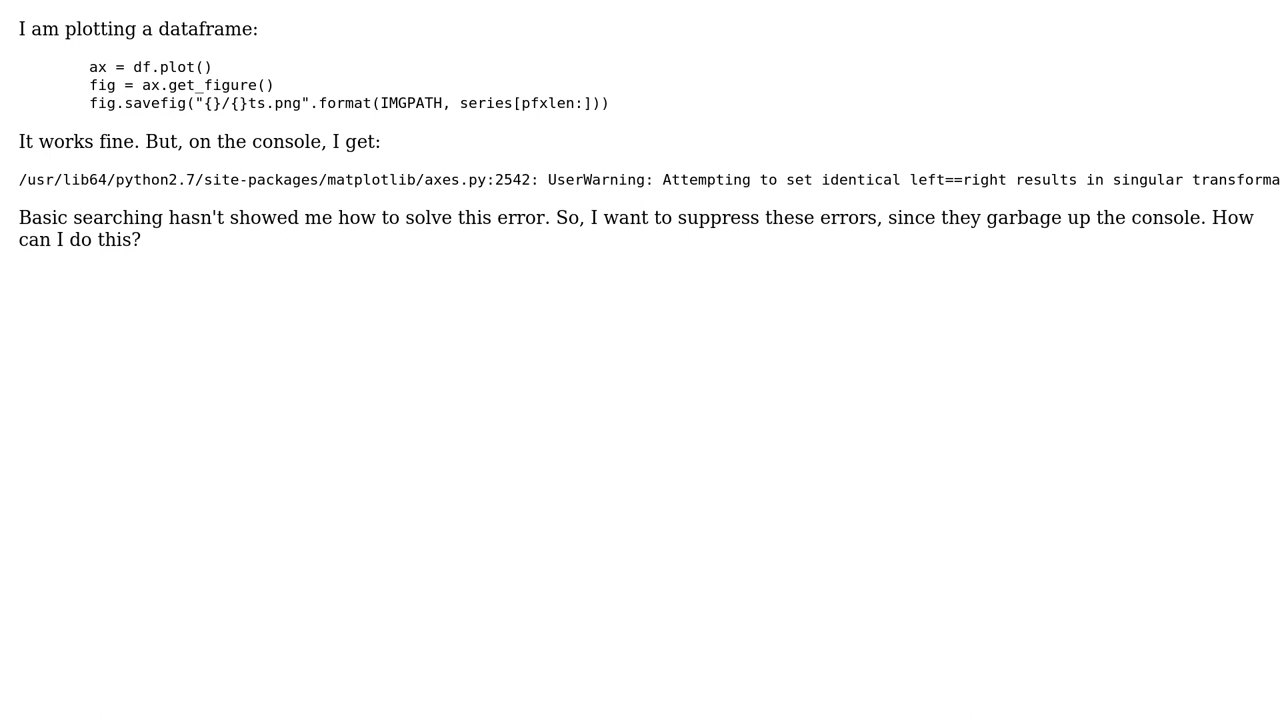 I am plotting a dataframe:
ax = df.plot()
fig = ax.get_figure()
fig.savefig("{}/{}ts.png".format(IMGPATH, series[pfxlen:]))
It works fine. But, on the console, I get:
/usr/lib64/python2.7/site-packages/matplotlib/axes.py:2542: UserWarning: Attempting to set identical left==right results in singular transforma
Basic searching hasn't showed me how to solve this error. So, I want to suppress these errors, since they garbage up the console. How
can I do this?